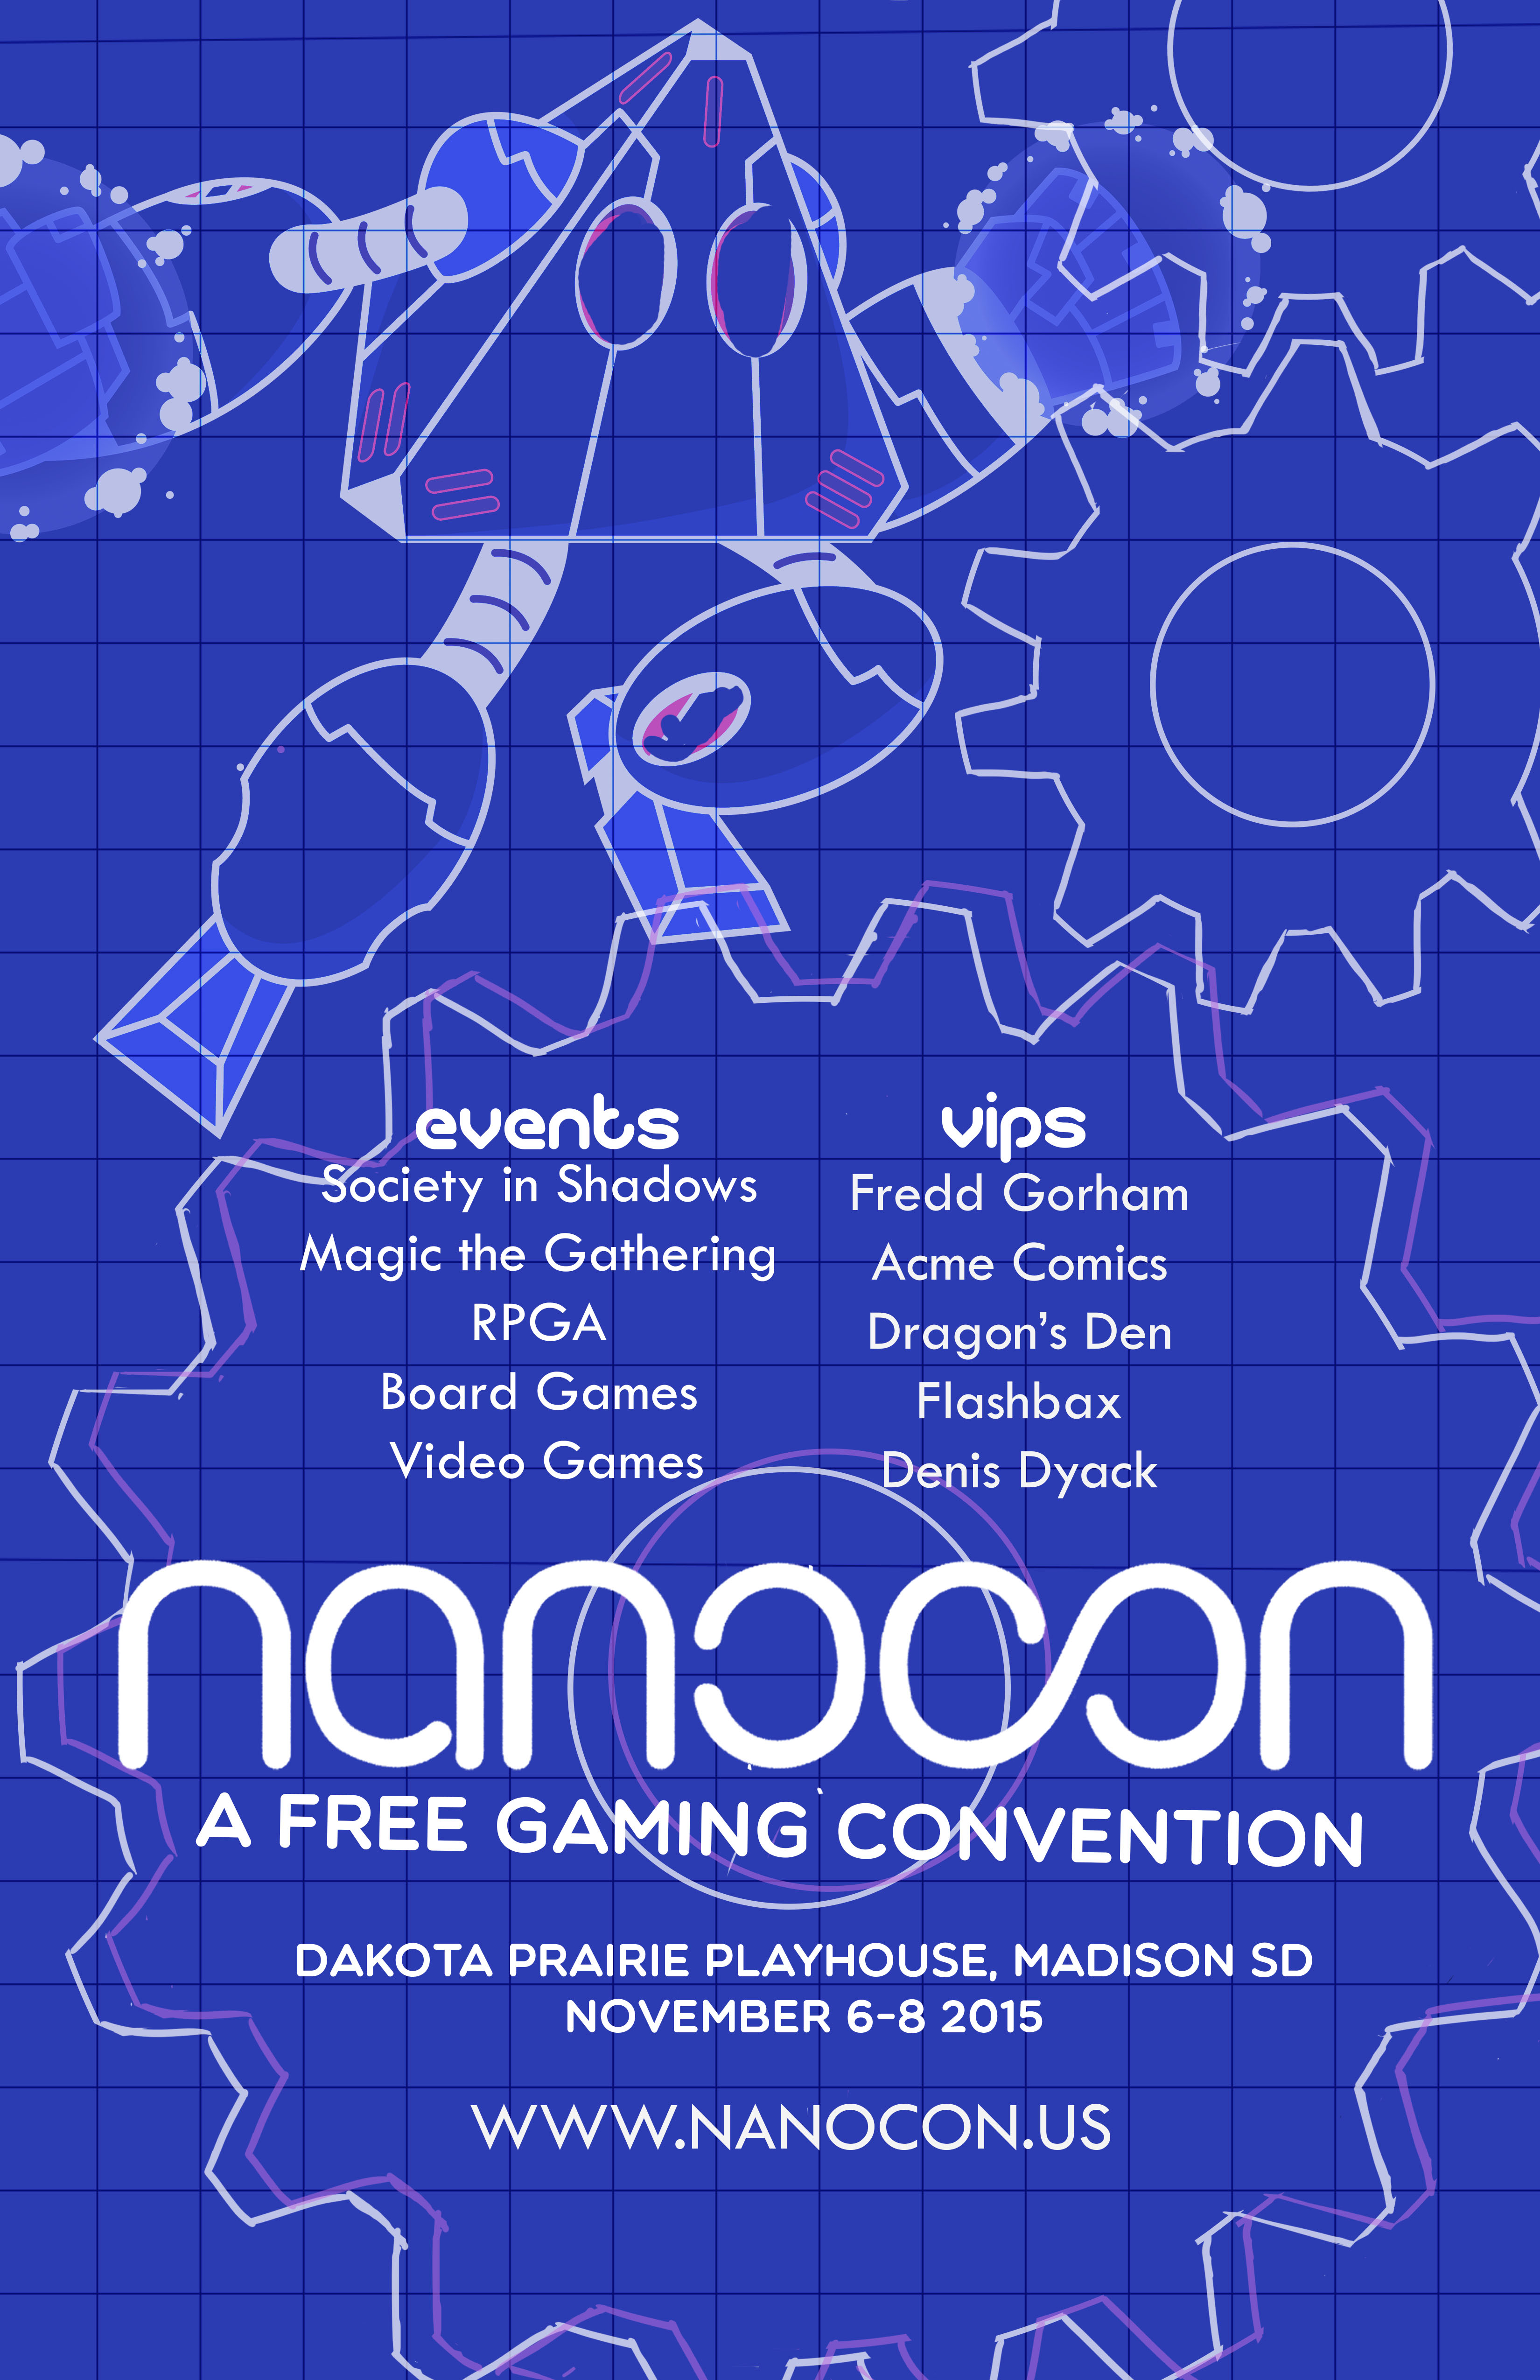 events
Society in Shadows
Magic the Gathering
RPGA
Board Games
Video Games
vips
Fredd Gorham
Acme Comics
Dragon's Den
Flashbax
Denis Dyack
nanocon
A FREE GAMING CONVENTION
DAKOTA PRAIRIE PLAYHOUSE, MADISON SD
NOVEMBER 6-8 2015
WWW.NANOCON.US